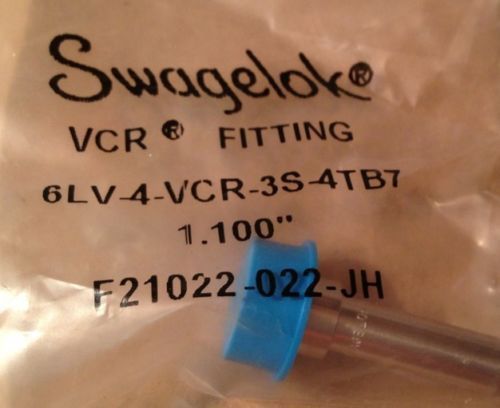 Swagelok®
VCR® FITTING
6LV-4-VCR-3S-4TB7
1.100"
F21022-022-JH